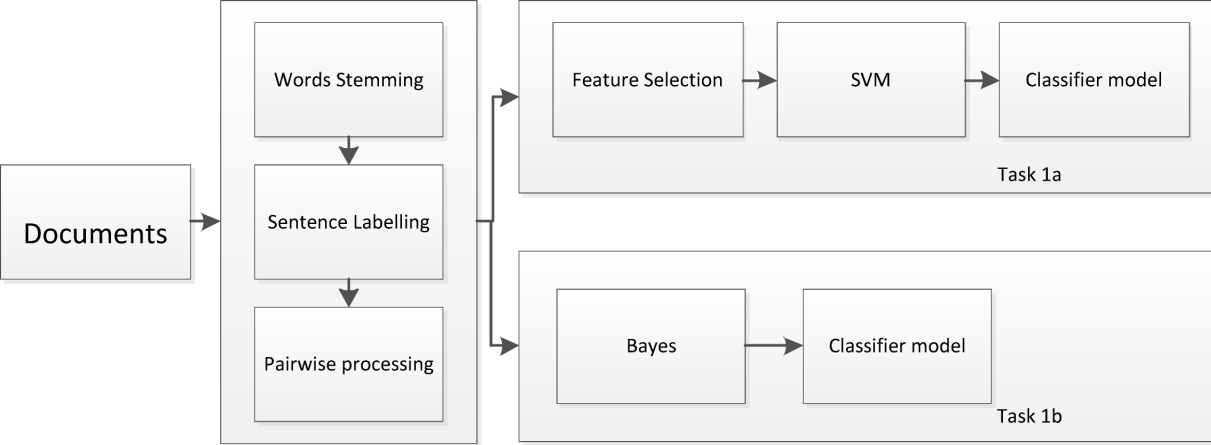 Documents
Words Stemming
Sentence Labelling
Pairwise processing
Feature Selection
SVM
Classifier model
Task 1a
Bayes
Classifier model
Task 1b